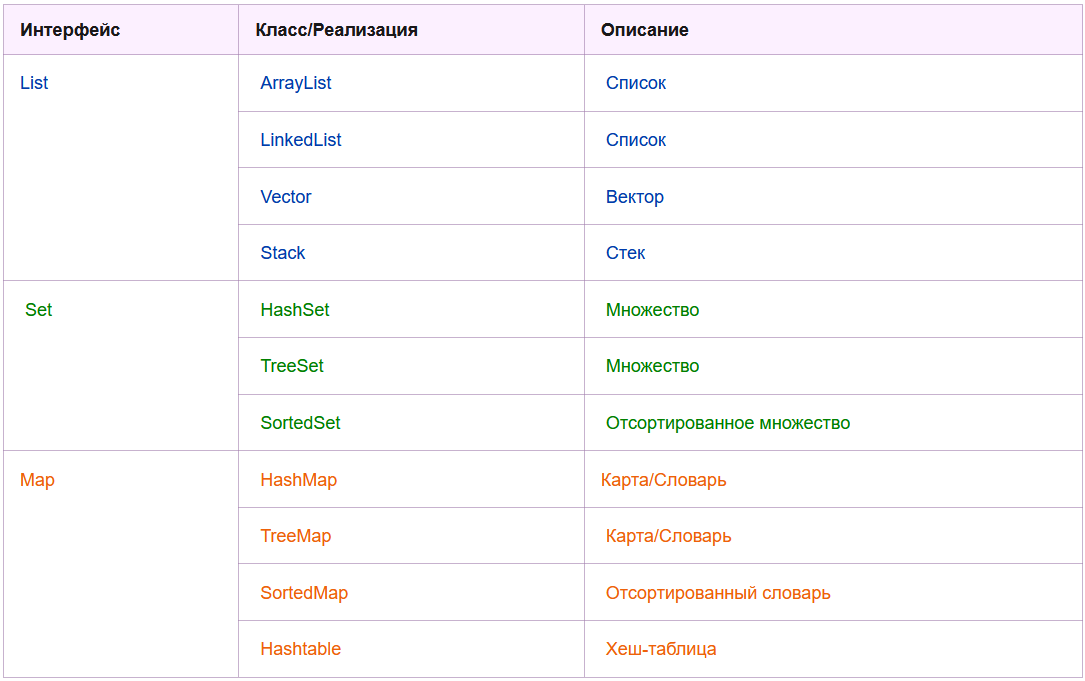 Интерфейс Класс/Реализация Описание
List ArrayList Список
LinkedList Список
Vector Вектор
Stack Стек
Set HashSet Множество
TreeSet Множество
SortedSet Отсортированное множество
Map HashMap Карта/Словарь
TreeMap Карта/Словарь
SortedMap Отсортированный словарь
Hashtable Хеш-таблица